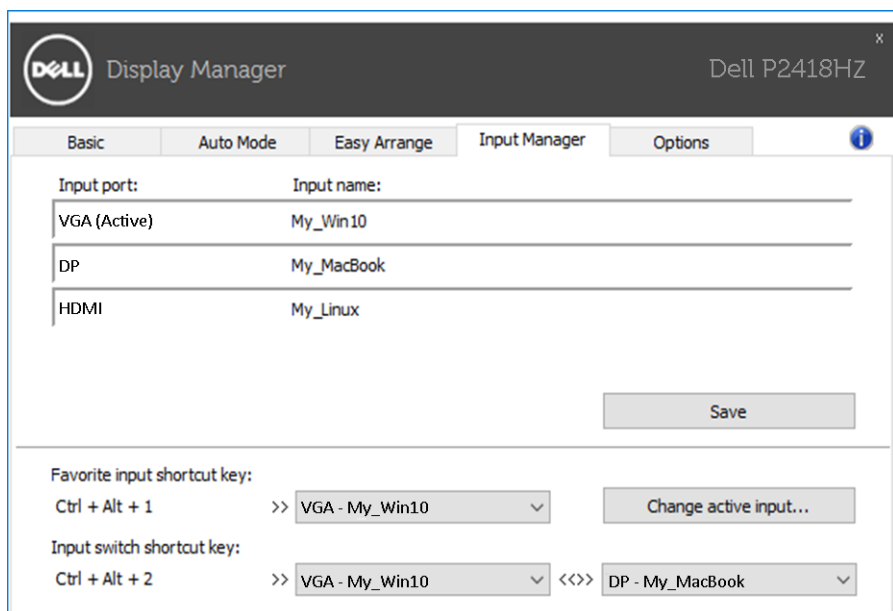 DELL Display Manager Dell P2418HZ x
Basic Auto Mode Easy Arrange Input Manager Options i
Input port: Input name:
VGA (Active) My_Win10
DP My_MacBook
HDMI My_Linux
Save
Favorite input shortcut key:
Ctrl + Alt + 1 >> VGA - My_Win10 Change active input...
Input switch shortcut key:
Ctrl + Alt + 2 >> VGA - My_Win10 <<>> DP - My_MacBook